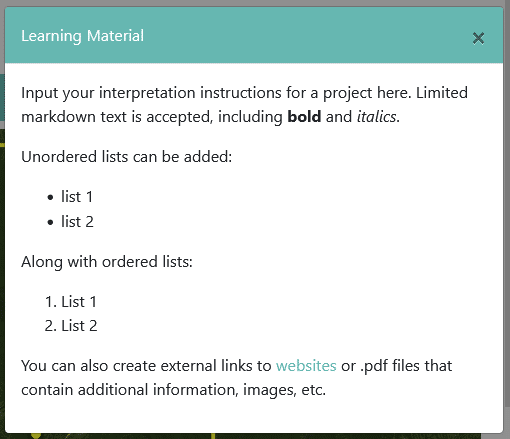 Learning Material
×
Input your interpretation instructions for a project here. Limited
markdown text is accepted, including bold and italics.
Unordered lists can be added:
• list 1
• list 2
Along with ordered lists:
1. List 1
2. List 2
You can also create external links to websites or .pdf files that
contain additional information, images, etc.